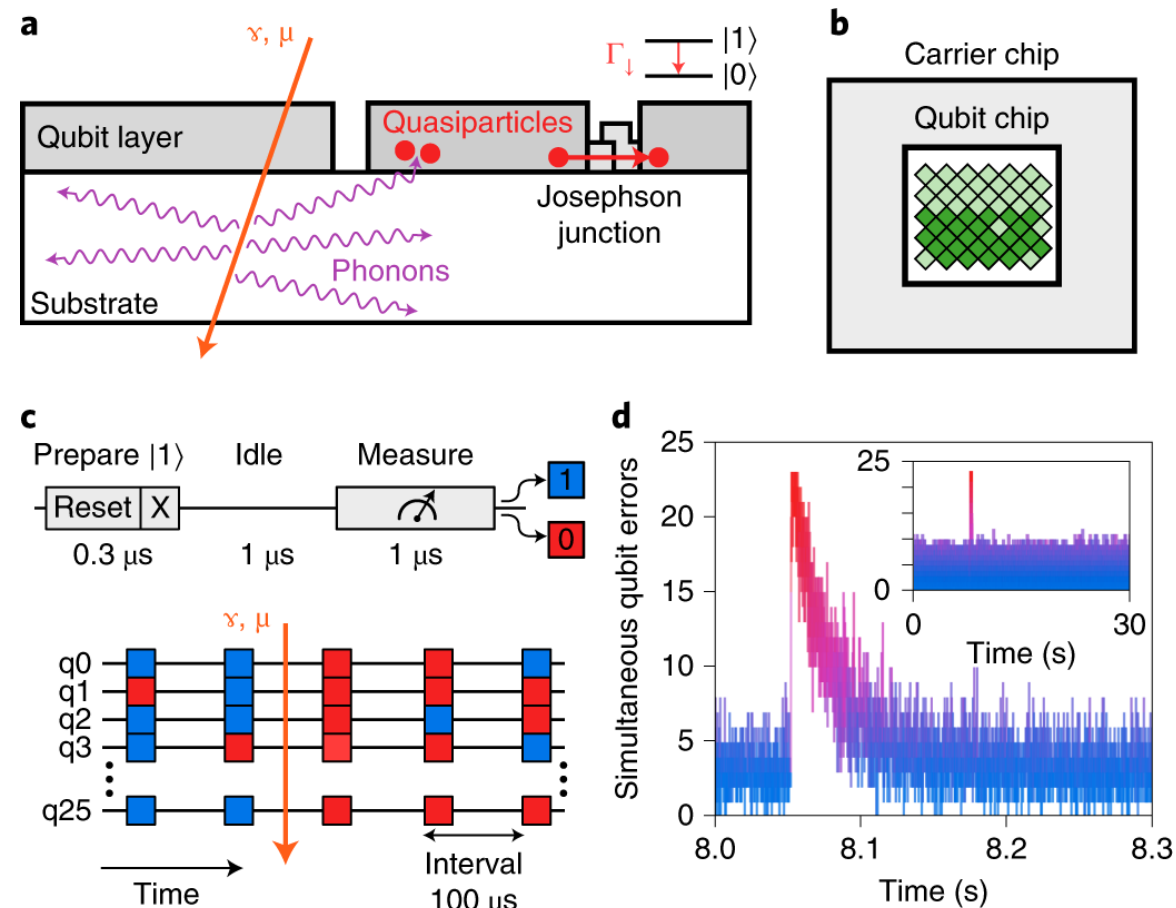 a
γ, μ
Γ↓
|1⟩
|0⟩
Qubit layer
Quasiparticles
Josephson
junction
Phonons
Substrate
b
Carrier chip
Qubit chip
c
Prepare |1⟩
Idle
Measure
Reset
X
1
0
0.3 μs
1 μs
1 μs
γ, μ
q0
q1
q2
q3
q25
Time
Interval
100 μs
d
Simultaneous qubit errors
25
20
15
10
5
0
8.0
8.1
8.2
8.3
Time (s)
25
0
0
30
Time (s)